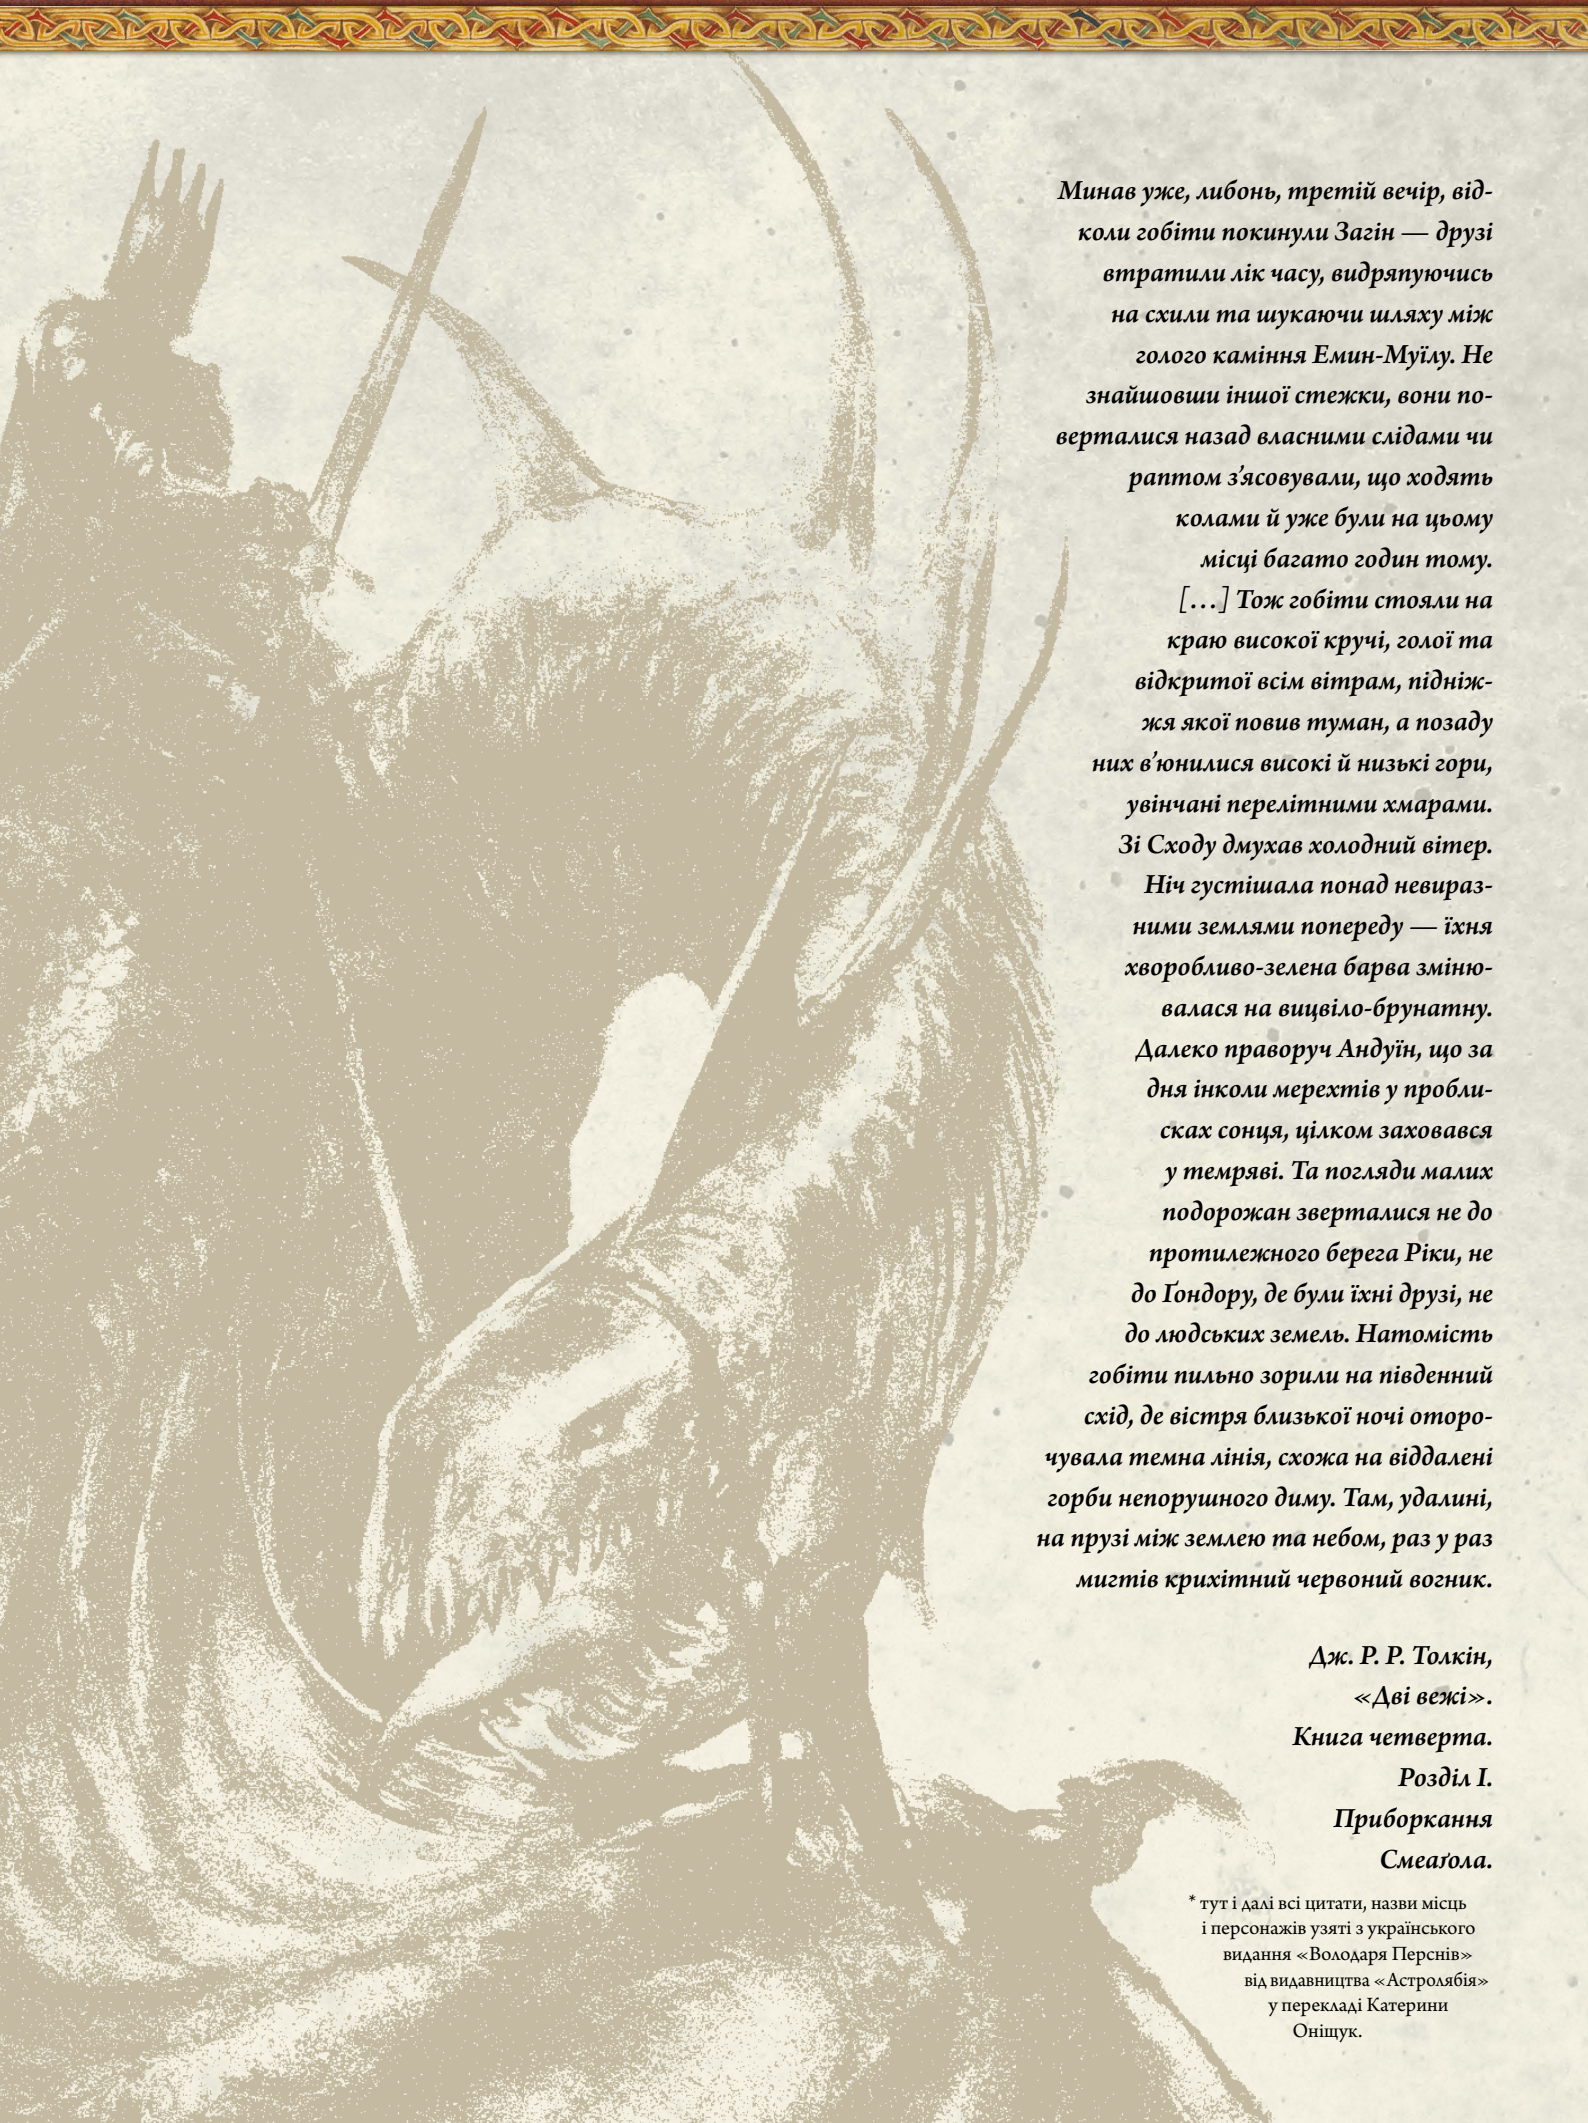 Минав уже, либонь, третій вечір, від-
коли гобіти покинули Загін — друзі
втратили лік часу, видряпуючись
на схили та шукаючи шляху між
голого каміння Емин-Муїлу. Не
знайшовши іншої стежки, вони по-
верталися назад власними слідами чи
раптом з’ясовували, що ходять
колами й уже були на цьому
місці багато годин тому.
[…] Тож гобіти стояли на
краю високої кручі, голої та
відкритої всім вітрам, підніж-
жя якої повив туман, а позаду
них в’юнилися високі й низькі гори,
увінчані перелітними хмарами.
Зі Сходу дмухав холодний вітер.
Ніч густішала понад невираз-
ними землями попереду — їхня
хворобливо-зелена барва зміню-
валася на вицвіло-брунатну.
Далеко праворуч Андуїн, що за
дня інколи мерехтів у пробли-
сках сонця, цілком заховався
у темряві. Та погляди малих
подорожан зверталися не до
протилежного берега Ріки, не
до Ґондору, де були їхні друзі, не
до людських земель. Натомість
гобіти пильно зорили на південний
схід, де вістря близької ночі оторо-
чувала темна лінія, схожа на віддалені
горби непорушного диму. Там, удалині,
на прузі між землею та небом, раз у раз
мигтів крихітний червоний вогник.
Дж. Р. Р. Толкін,
«Дві вежі».
Книга четверта.
Розділ І.
Приборкання
Смеаґола.
* тут і далі всі цитати, назви місць
і персонажів узяті з українського
видання «Володаря Перснів»
від видавництва «Астролябія»
у перекладі Катерини
Оніщук.